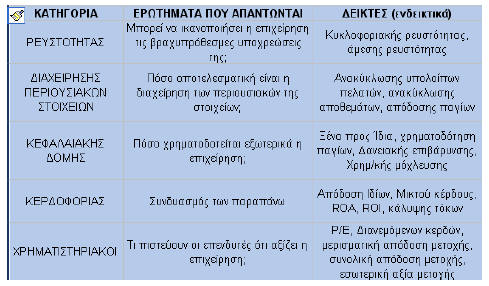 ΚΑΤΗΓΟΡΙΑ ΕΡΩΤΗΜΑΤΑ ΠΟΥ ΑΠΑΝΤΩΝΤΑΙ ΔΕΙΚΤΕΣ (ενδεικτικά)
ΡΕΥΣΤΟΤΗΤΑΣ
Μπορεί να ικανοποιήσει η επιχείρηση
τις βραχυπρόθεσμες υποχρεώσεις
της;
Κυκλοφοριακής ρευστότητας,
άμεσης ρευστότητας
ΔΙΑΧΕΙΡΗΣΗΣ
ΠΕΡΙΟΥΣΙΑΚΩΝ
ΣΤΟΙΧΕΙΩΝ
Πόσο αποτελεσματική είναι η
διαχείριση των περιουσιακών της
στοιχείων;
Ανακύκλωσης υπολοίπων
πελατών, ανακύκλωσης
αποθεμάτων, απόδοσης παγίων
ΚΕΦΑΛΑΙΑΚΗΣ
ΔΟΜΗΣ
Πόσο χρηματοδοτείται εξωτερικά η
επιχείρηση;
Ξένο προς Ίδια, χρηματοδότηση
παγίων, Δανειακής επιβάρυνσης,
Χρημ/κής μόχλευσης
ΚΕΡΔΟΦΟΡΙΑΣ
Συνδυασμός των παραπάνω
Απόδοση Ιδίων, Μικτού κέρδους,
ROA, ROI, κάλυψης τόκων
ΧΡΗΜΑΤΙΣΤΗΡΙΑΚΟΙ
Τι πιστεύουν οι επενδυτές ότι αξίζει η
επιχείρηση;
P/E, Διανεμόμενων κερδών,
μερισματική απόδοση μετοχής,
συνολική απόδοση μετοχής,
εσωτερική αξία μετοχής